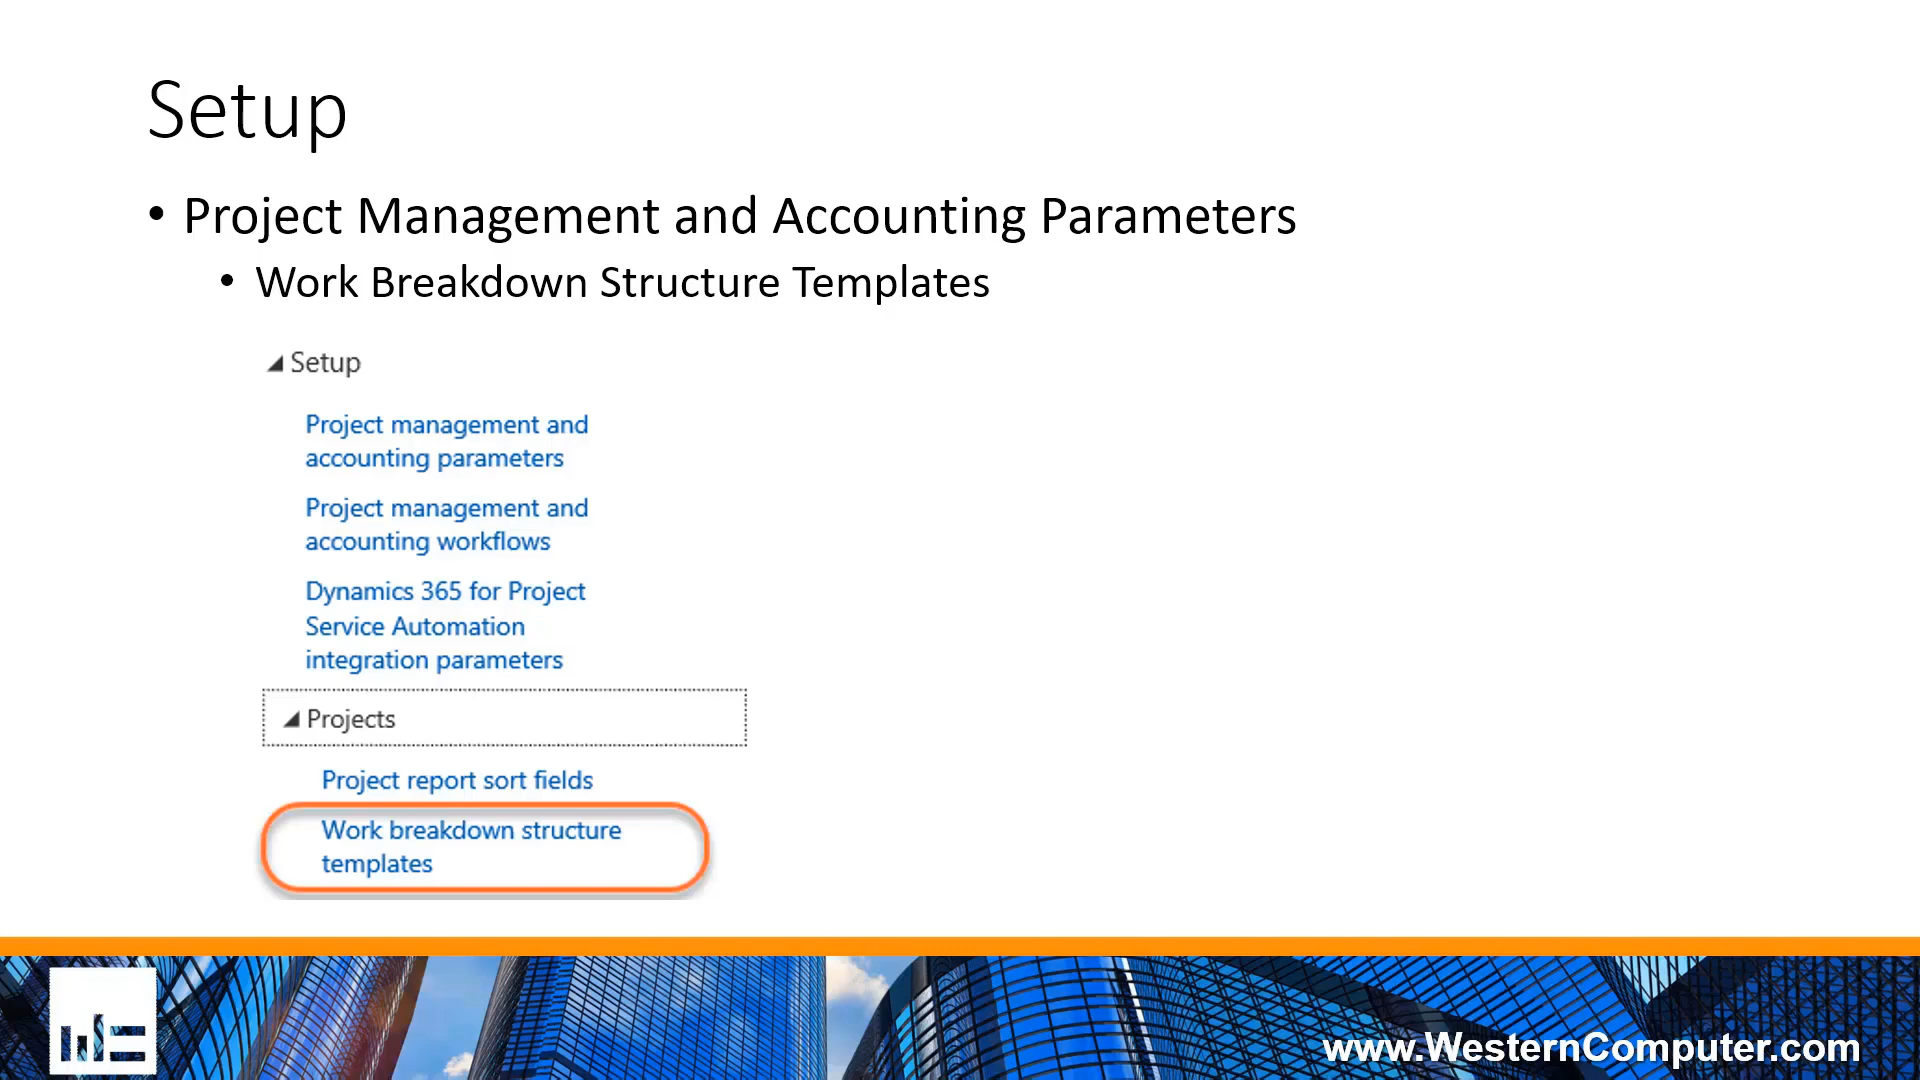 Setup
• Project Management and Accounting Parameters
• Work Breakdown Structure Templates
Setup
Project management and
accounting parameters
Project management and
accounting workflows
Dynamics 365 for Project
Service Automation
integration parameters
Projects
Project report sort fields
Work breakdown structure
templates
www.WesternComputer.com